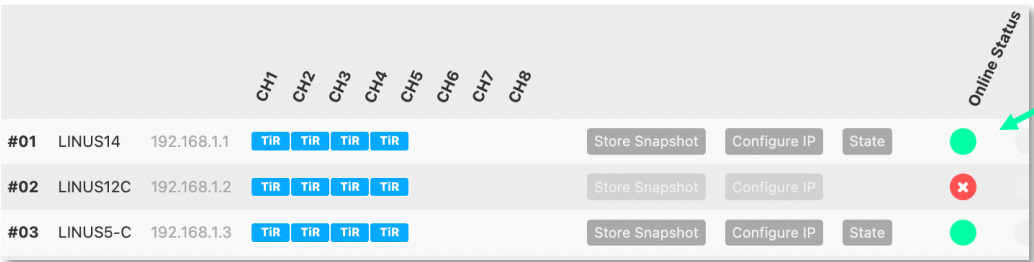 CH1 CH2 CH3 CH4 CH5 CH6 CH7 CH8 Online Status
#01 LINUS14 192.168.1.1 TiR TiR TiR TiR Store Snapshot Configure IP State
#02 LINUS12C 192.168.1.2 TiR TiR TiR TiR Store Snapshot Configure IP
#03 LINUS5-C 192.168.1.3 TiR TiR TiR TiR Store Snapshot Configure IP State